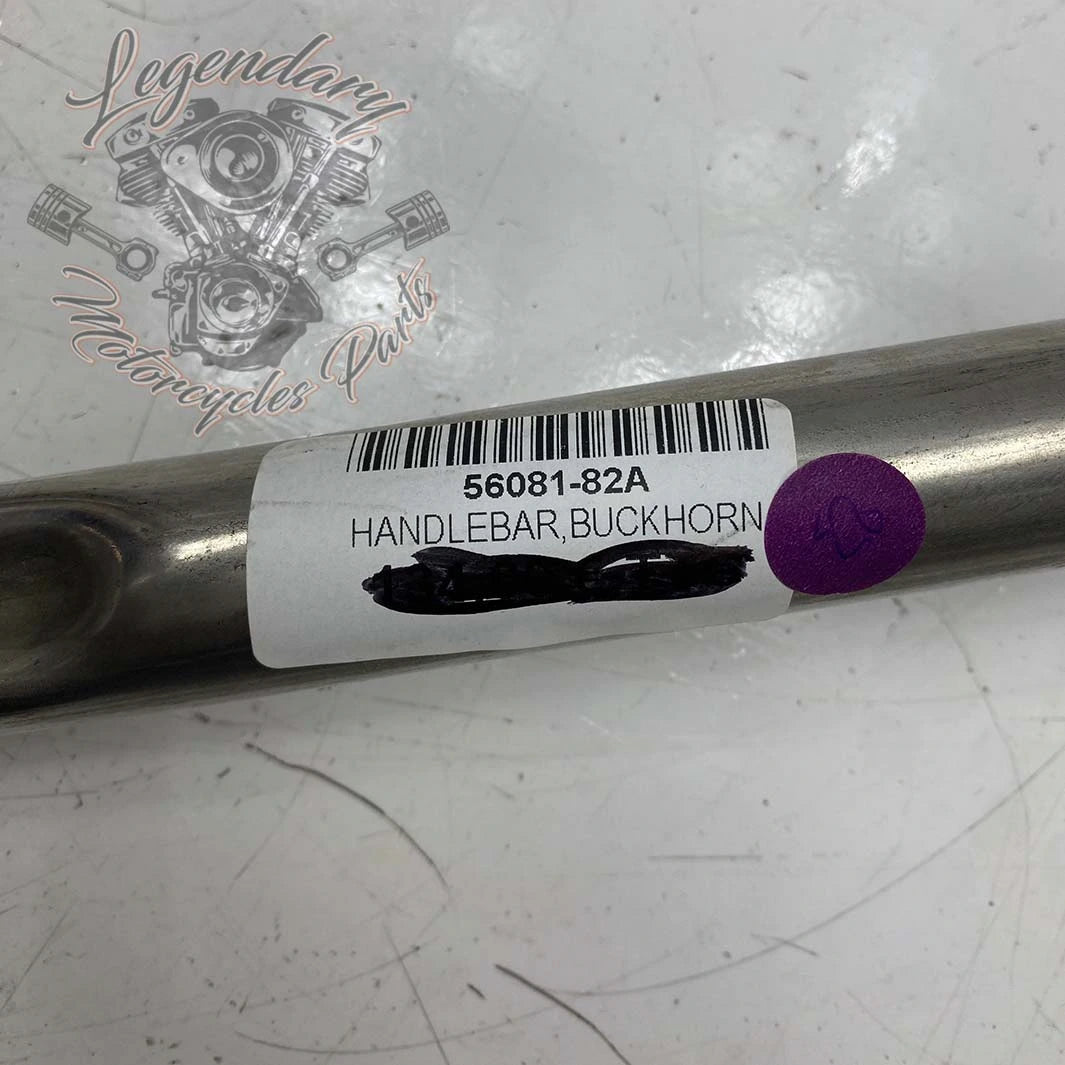 Legendary
Motorcycles Parts
56081-82A
HANDLEBAR,BUCKHORN